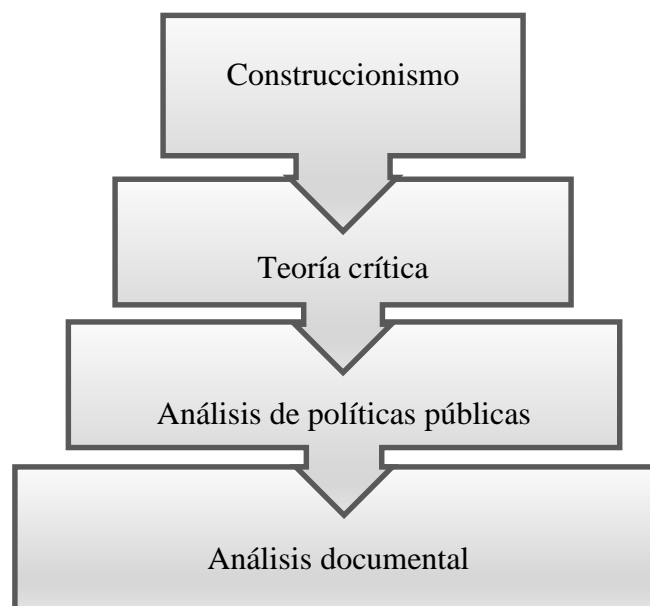 Construccionismo
Teoría crítica
Análisis de políticas públicas
Análisis documental